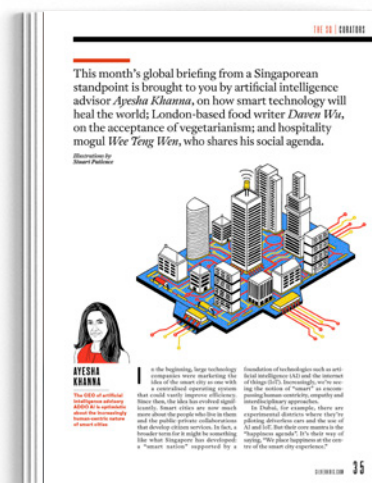 THE SQ | CURATORS
This month's global briefing from a Singaporean
standpoint is brought to you by artificial intelligence
advisor Ayesha Khanna, on how smart technology will
heal the world; London-based food writer Daven Wu,
on the acceptance of vegetarianism; and hospitality
mogul Wee Teng Wen, who shares his social agenda.
Illustrations by
Stuart Patience
AYESHA
KHANNA
The CEO of artificial
intelligence advisory
ADDO AI is optimistic
about the increasingly
human-centric nature
of smart cities
In the beginning, large technology
companies were marketing the
idea of the smart city as one with
a centralised operating system
that could vastly improve efficiency.
Since then, the idea has evolved signif-
icantly. Smart cities are now much
more about the people who live in them
and the public-private collaborations
that develop citizen services. In fact, a
broader term for it might be something
like what Singapore has developed:
a "smart nation" supported by a
foundation of technologies such as arti-
ficial intelligence (AI) and the internet
of things (IoT). Increasingly, we're see-
ing the notion of "smart" as encom-
passing human-centricity, empathy and
interdisciplinary approaches.
In Dubai, for example, there are
experimental districts where they're
piloting driverless cars and the use of
AI and IoT. But their core mantra is the
"happiness agenda". It's their way of
saying, "We place happiness at the cen-
tre of the smart city experience."
SILVERKRIS.COM 35